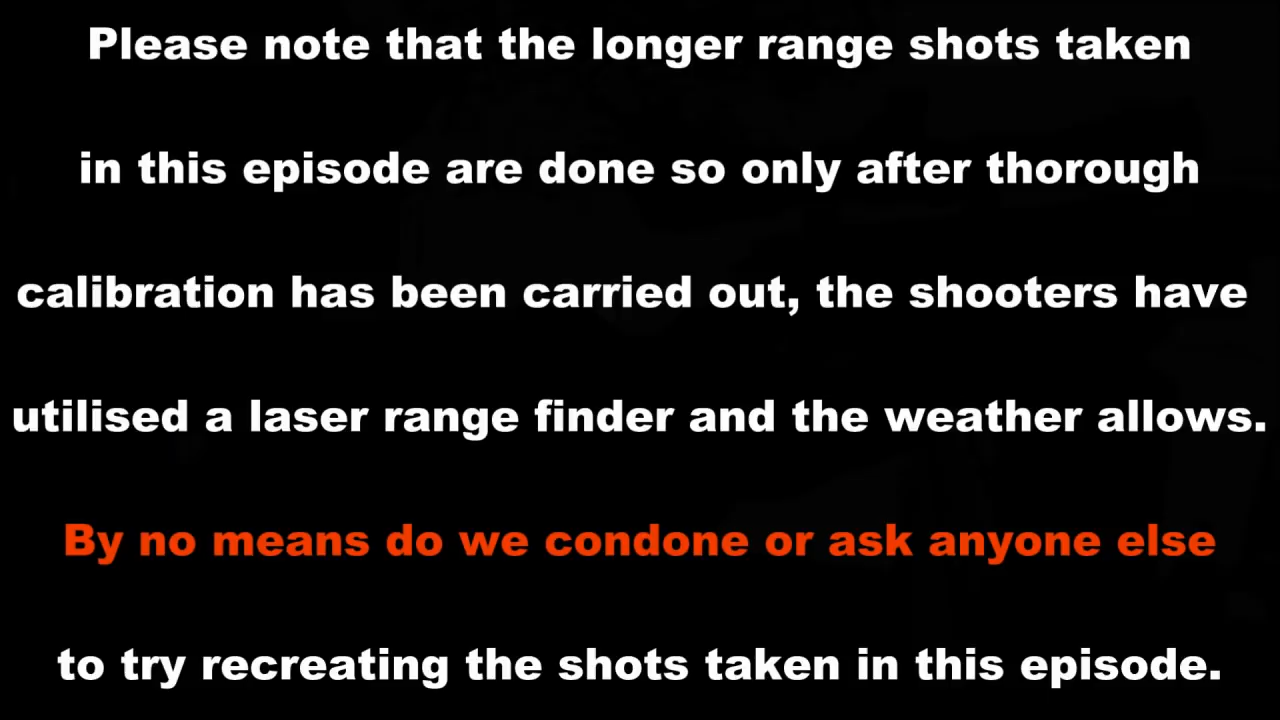 Please note that the longer range shots taken
in this episode are done so only after thorough
calibration has been carried out, the shooters have
utilised a laser range finder and the weather allows.
By no means do we condone or ask anyone else
to try recreating the shots taken in this episode.